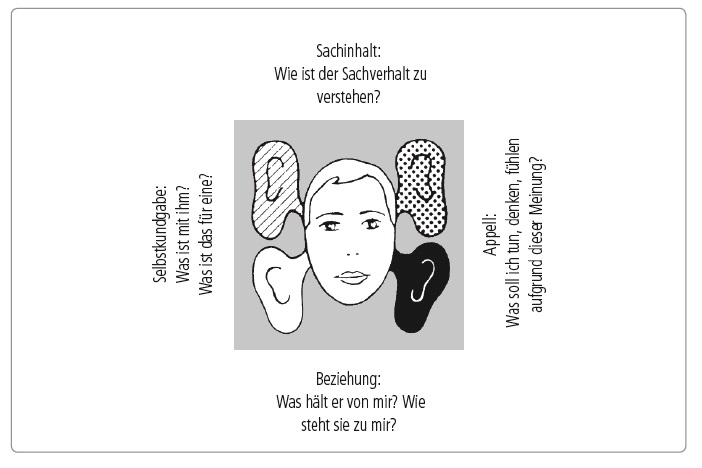 Sachinhalt:
Wie ist der Sachverhalt zu
verstehen?
Selbstkundgabe:
Was ist mit ihm?
Was ist das für eine?
Appell:
Was soll ich tun, denken, fühlen
aufgrund dieser Meinung?
Beziehung:
Was hält er von mir? Wie
steht sie zu mir?